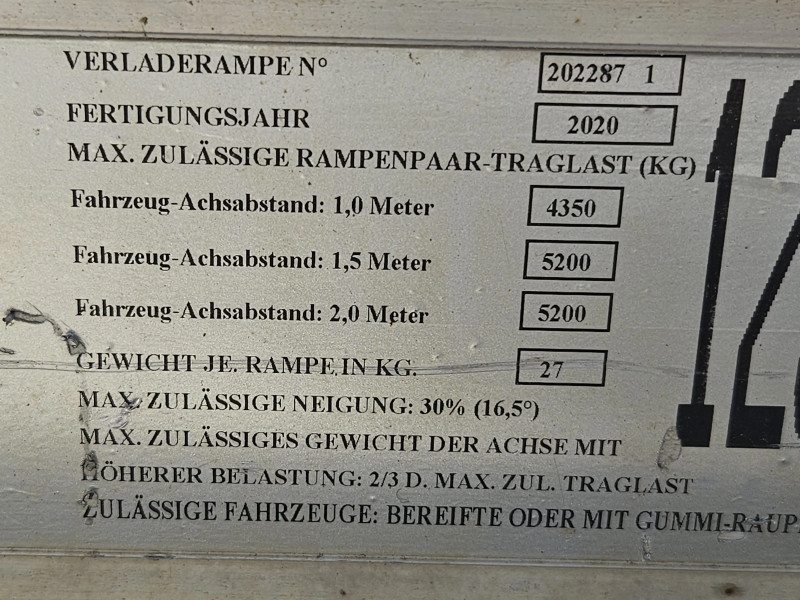 VERLADERAMPE N° 202287 1
FERTIGUNGSJAHR 2020
MAX. ZULÄSSIGE RAMPENPAAR-TRAGLAST (KG)
Fahrzeug-Achsabstand: 1,0 Meter 4350
Fahrzeug-Achsabstand: 1,5 Meter 5200
Fahrzeug-Achsabstand: 2,0 Meter 5200
GEWICHT JE. RAMPE IN KG. 27
MAX. ZULÄSSIGE NEIGUNG: 30% (16,5°)
MAX. ZULÄSSIGES GEWICHT DER ACHSE MIT
HÖHERER BELASTUNG: 2/3 D. MAX. ZUL. TRAGLAST
ZULÄSSIGE FAHRZEUGE: BEREIFTE ODER MIT GUMMI-RAUP
12